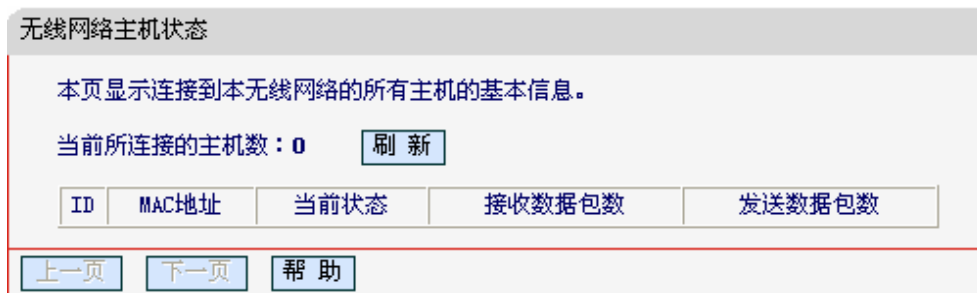 无线网络主机状态
本页显示连接到本无线网络的所有主机的基本信息。
当前所连接的主机数：0 刷 新
ID MAC地址 当前状态 接收数据包数 发送数据包数
上一页 下一页 帮 助